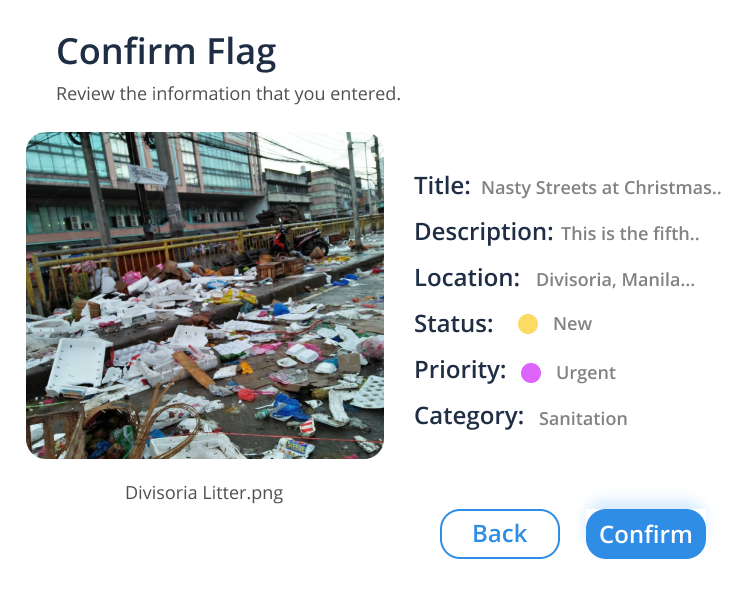 Confirm Flag
Review the information that you entered.
Title: Nasty Streets at Christmas..
Description: This is the fifth..
Location: Divisoria, Manila...
Status: New
Priority: Urgent
Category: Sanitation
Divisoria Litter.png
Back
Confirm